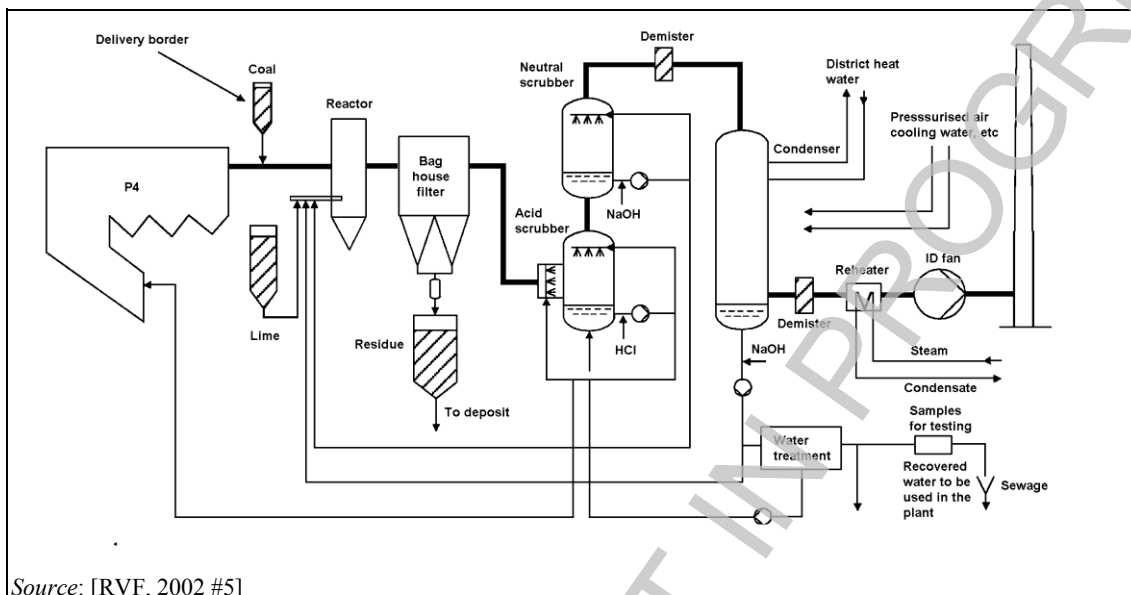 Delivery border
Coal
Reactor
P4
Lime
Bag
house
filter
Residue
To deposit
Neutral
scrubber
Demister
NaOH
Acid
scrubber
HCl
Condenser
District heat
water
Presssurised air
cooling water, etc
ID fan
Reheater
M
Demister
NaOH
Steam
Condensate
Samples
for testing
Water
treatment
Recovered
water to be
used in the
plant
Sewage
Source: [RVF, 2002 #5]
T IN PROGR